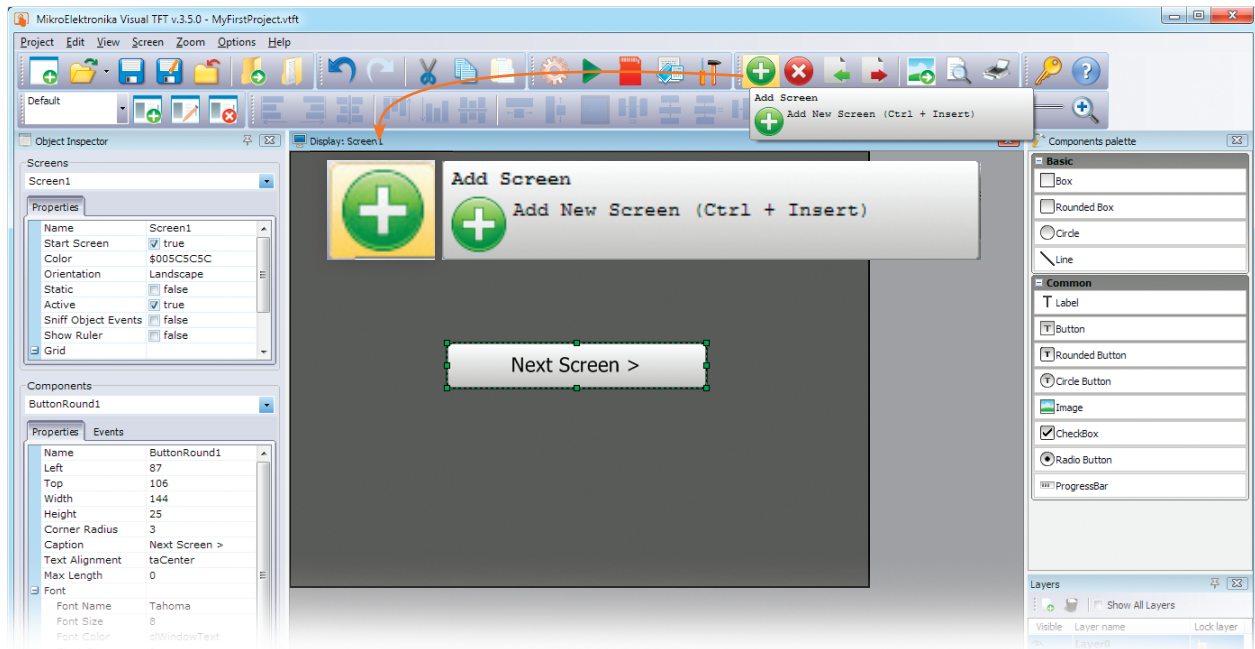 MikroElektronika Visual TFT v.3.5.0 - MyFirstProject.vtft
Project Edit View Screen Zoom Options Help
Default
Add Screen
Add New Screen (Ctrl + Insert)
Object Inspector
Screens
Screen1
Properties
Name Screen1
Start Screen true
Color $005C5C5C
Orientation Landscape
Static false
Active true
Sniff Object Events false
Show Ruler false
Grid
Components
ButtonRound1
Properties Events
Name ButtonRound1
Left 87
Top 106
Width 144
Height 25
Corner Radius 3
Caption Next Screen >
Text Alignment taCenter
Max Length 0
Font
Font Name Tahoma
Font Size 8
Font Color clWindowText
Display: Screen1
Add Screen
Add New Screen (Ctrl + Insert)
Next Screen >
Components palette
Basic
Box
Rounded Box
Circle
Line
Common
T Label
T Button
T Rounded Button
T Circle Button
Image
CheckBox
Radio Button
ProgressBar
Layers
Show All Layers
Visible Layer name Lock layer
Layer0